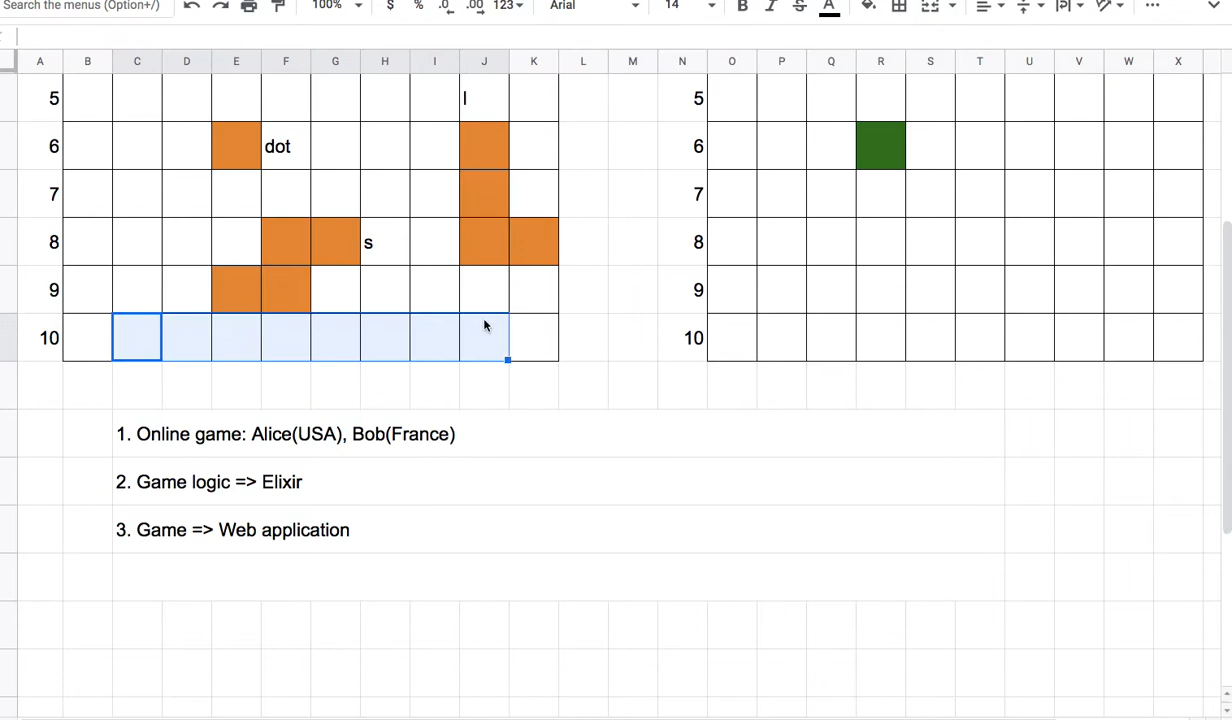 Search the menus (Option+/) 100% $ % .0 .00 123 Arial 14 B I S A ...
A B C D E F G H I J K L M N O P Q R S T U V W X
5 l 5
6 dot 6
7 7
8 s 8
9 9
10 10
1. Online game: Alice(USA), Bob(France)
2. Game logic => Elixir
3. Game => Web application